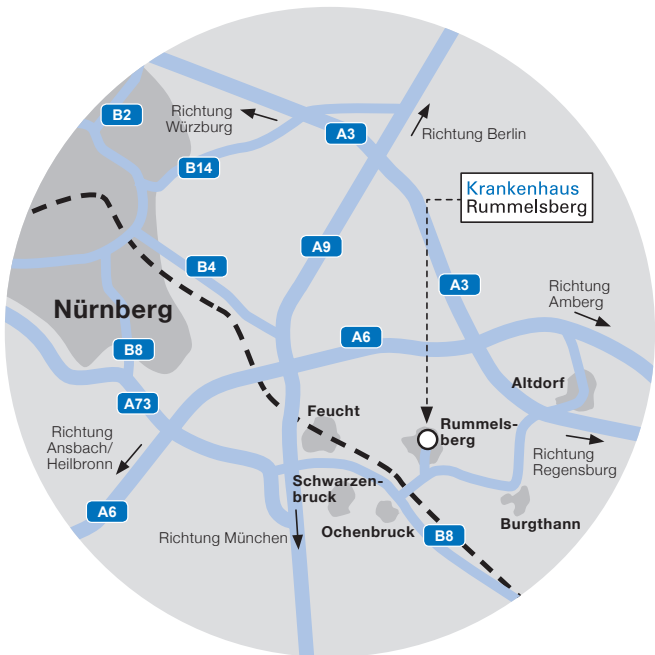 B2
Richtung
Würzburg
A3
Richtung Berlin
B14
Krankenhaus
Rummelsberg
A9
B4
A3
Richtung
Amberg
Nürnberg
A6
B8
Altdorf
A73
Feucht
Rummels-
berg
Richtung
Ansbach/
Heilbronn
Richtung
Regensburg
Schwarzen-
bruck
A6
Richtung München
Ochenbruck
B8
Burgthann